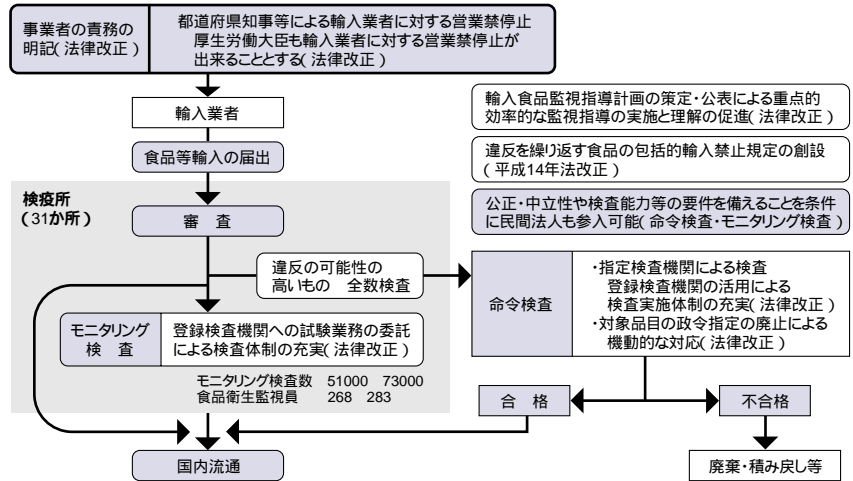 事業者の責務の
明記(法律改正)
都道府県知事等による輸入業者に対する営業禁停止
厚生労働大臣も輸入業者に対する営業禁停止が
出来ることとする(法律改正)
輸入業者
食品等輸入の届出
検疫所
(31か所)
審 査
違反の可能性の
高いもの 全数検査
モニタリング
検 査
登録検査機関への試験業務の委託
による検査体制の充実(法律改正)
モニタリング検査数 51000 73000
食品衛生監視員 268 283
国内流通
輸入食品監視指導計画の策定・公表による重点的
効率的な監視指導の実施と理解の促進(法律改正)
違反を繰り返す食品の包括的輸入禁止規定の創設
(平成14年法改正)
公正・中立性や検査能力等の要件を備えることを条件
に民間法人も参入可能(命令検査・モニタリング検査)
命令検査
・指定検査機関による検査
登録検査機関の活用による
検査実施体制の充実(法律改正)
・対象品目の政令指定の廃止による
機動的な対応(法律改正)
合 格
不合格
廃棄・積み戻し等